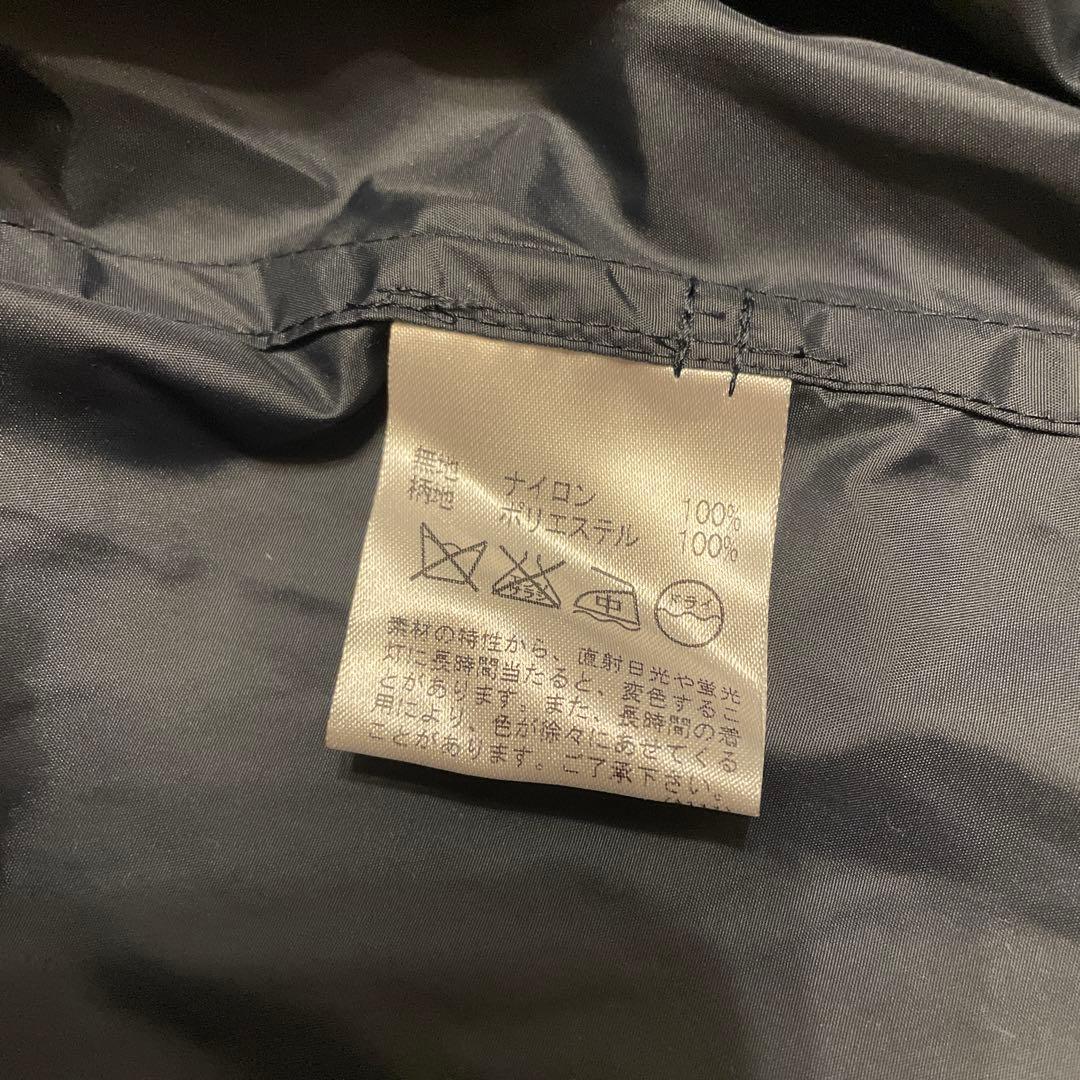 無地 ナイロン 100%
柄地 ポリエステル 100%
中 ドライ
素材の特性から、直射日光や蛍光
灯に長時間当たると、変色するこ
とがあります。また、長時間の着
用により、色が徐々にあせてくる
ことがあります。ご了承下さい。